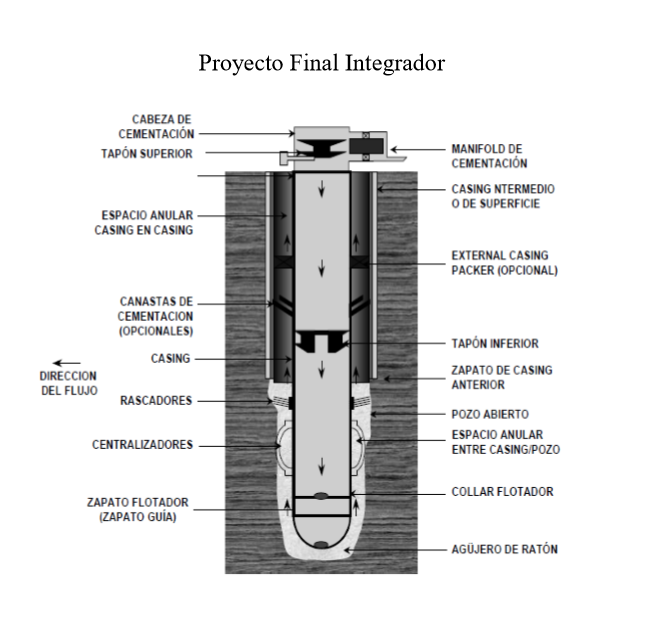 Proyecto Final Integrador
CABEZA DE
CEMENTACIÓN
TAPÓN SUPERIOR
MANIFOLD DE
CEMENTACIÓN
CASING NTERMEDIO
O DE SUPERFICIE
ESPACIO ANULAR
CASING EN CASING
EXTERNAL CASING
PACKER (OPCIONAL)
CANASTAS DE
CEMENTACION
(OPCIONALES)
TAPÓN INFERIOR
CASING
ZAPATO DE CASING
ANTERIOR
DIRECCION
DEL FLUJO
RASCADORES
POZO ABIERTO
CENTRALIZADORES
ESPACIO ANULAR
ENTRE CASING/POZO
COLLAR FLOTADOR
ZAPATO FLOTADOR
(ZAPATO GUÍA)
AGÜJERO DE RATÓN